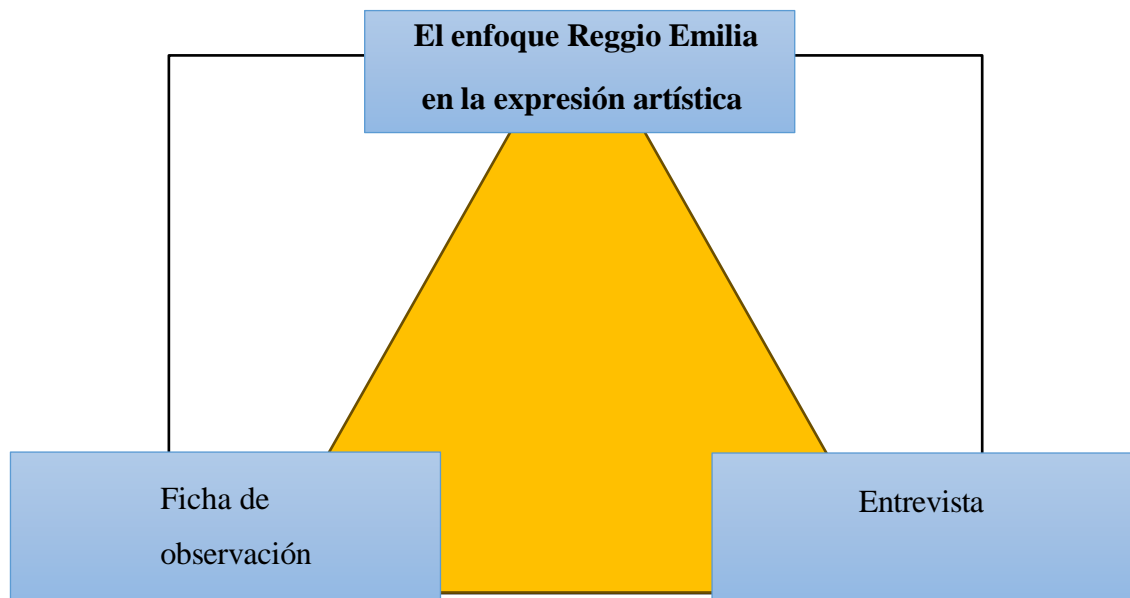 El enfoque Reggio Emilia
en la expresión artística
Ficha de
observación
Entrevista